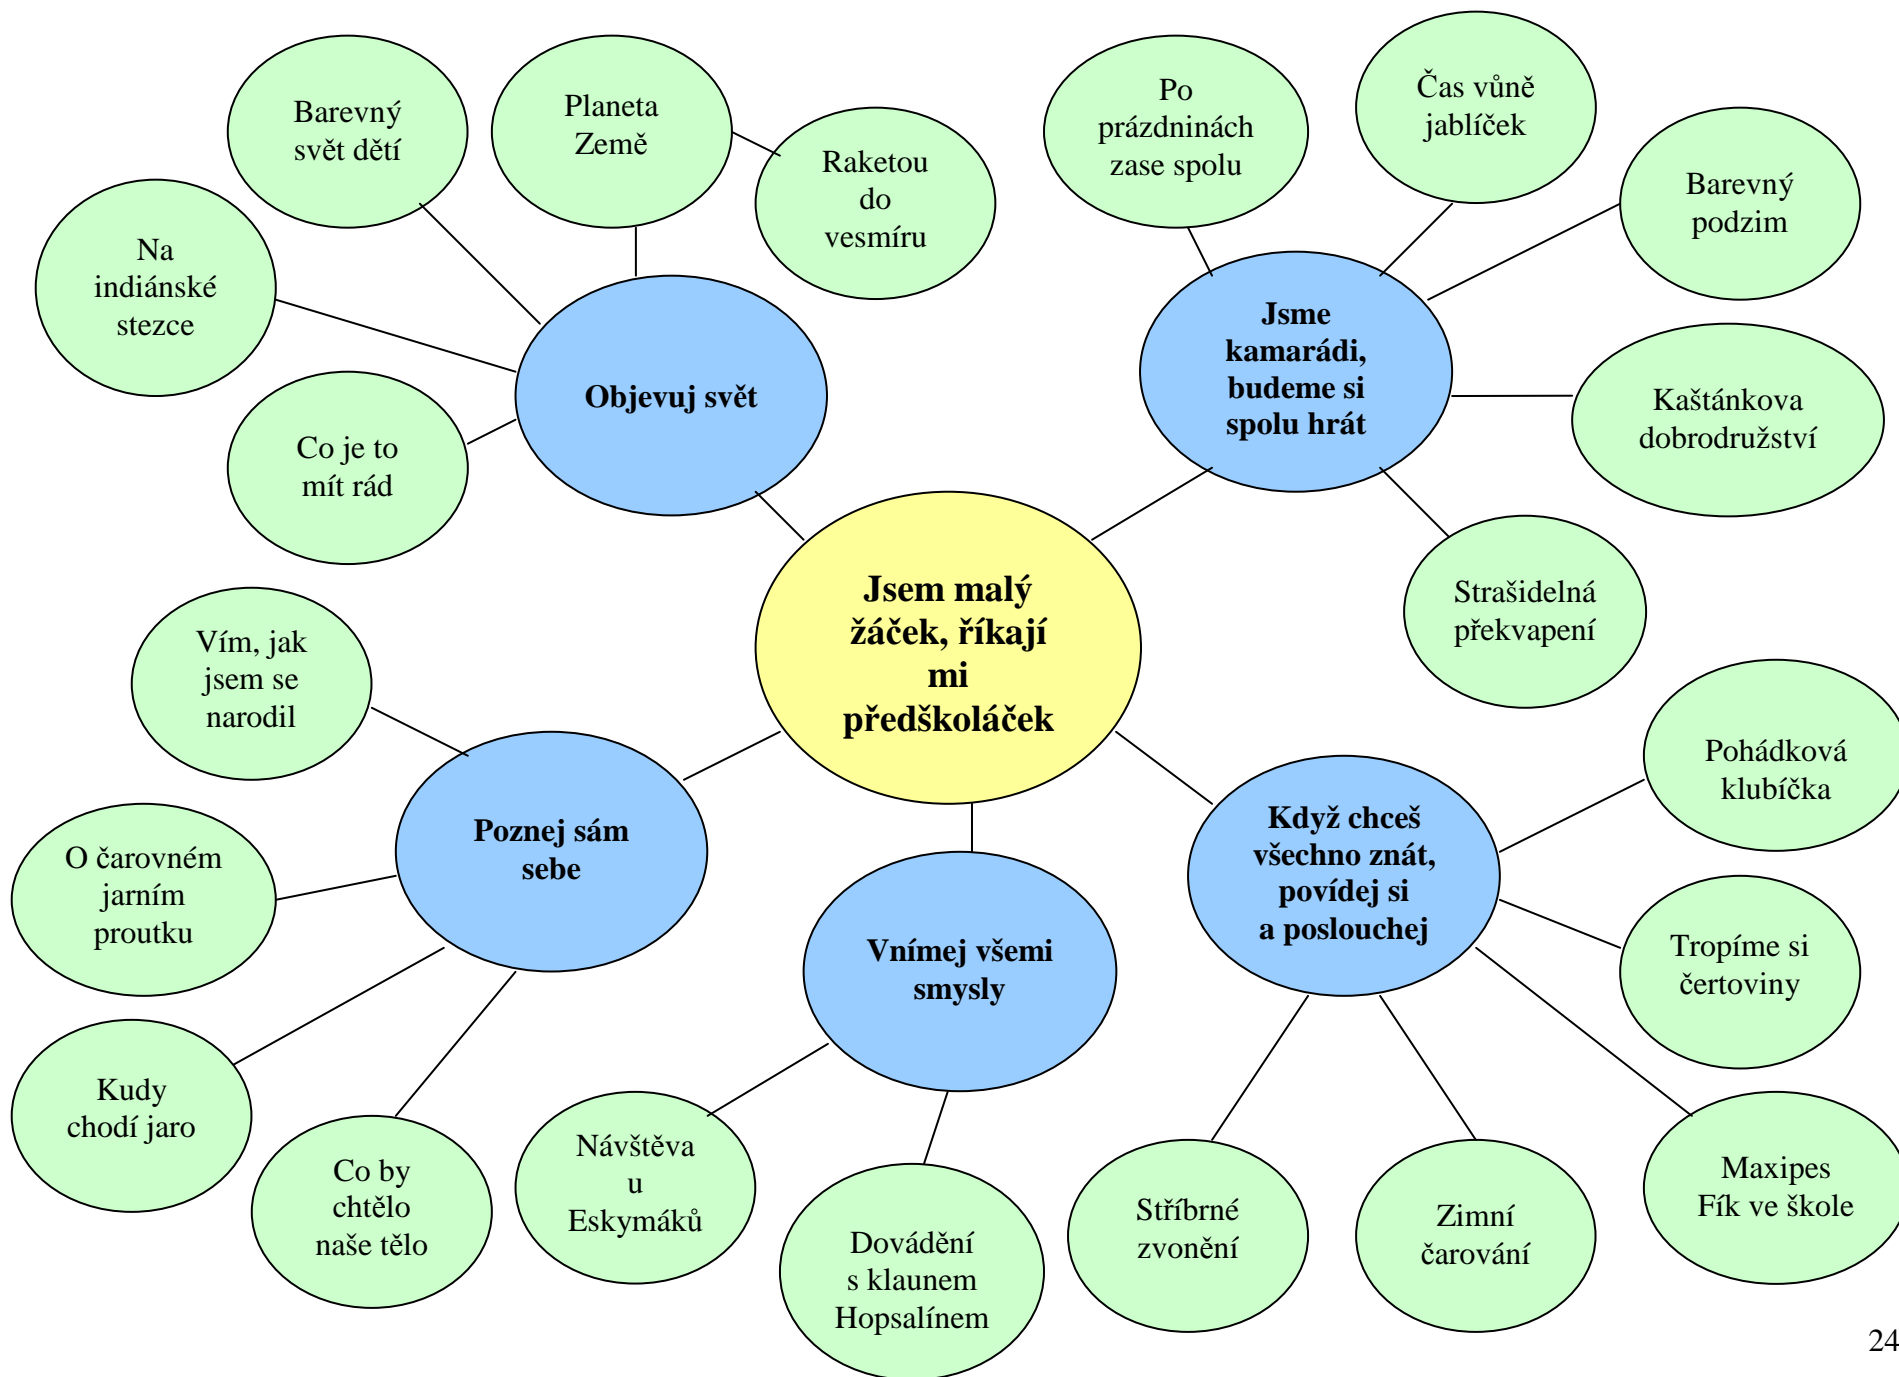 Barevný
svět dětí
Planeta
Země
Raketou
do
vesmíru
Na
indiánské
stezce
Objevuj svět
Co je to
mít rád
Po
prázdninách
zase spolu
Čas vůně
jablíček
Barevný
podzim
Jsme
kamarádi,
budeme si
spolu hrát
Kaštánkova
dobrodružství
Strašidelná
překvapení
Jsem malý
žáček, říkají
mi
předškoláček
Vím, jak
jsem se
narodil
Poznej sám
sebe
O čarovném
jarním
proutku
Kudy
chodí jaro
Co by
chtělo
naše tělo
Vnímej všemi
smysly
Návštěva
u
Eskymáků
Dovádění
s klaunem
Hopsalínem
Když chceš
všechno znát,
povídej si
a poslouchej
Pohádková
klubíčka
Tropíme si
čertoviny
Maxipes
Fík ve škole
Zimní
čarování
Stříbrné
zvonění
24